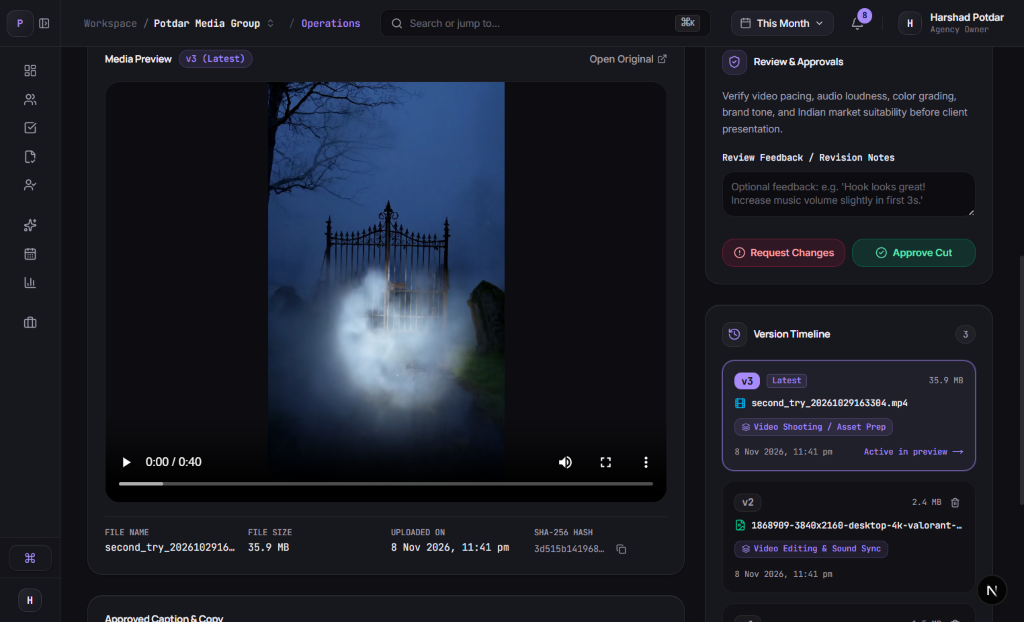 P
Workspace / Potdar Media Group / Operations
Search or jump to...
⌘K
This Month
8
H
Harshad Potdar
Agency Owner
Media Preview
v3 (Latest)
Open Original
0:00 / 0:40
FILE NAME
second_try_2026102916…
FILE SIZE
35.9 MB
UPLOADED ON
8 Nov 2026, 11:41 pm
SHA-256 HASH
3d515b141968…
Approved Caption & Copy
Review & Approvals
Verify video pacing, audio loudness, color grading,
brand tone, and Indian market suitability before client
presentation.
Review Feedback / Revision Notes
Optional feedback: e.g. 'Hook looks great!
Increase music volume slightly in first 3s.'
Request Changes
Approve Cut
Version Timeline
3
v3
Latest
35.9 MB
second_try_20261029163304.mp4
Video Shooting / Asset Prep
8 Nov 2026, 11:41 pm
Active in preview →
v2
2.4 MB
1868909-3840x2160-desktop-4k-valorant-…
Video Editing & Sound Sync
8 Nov 2026, 11:41 pm
⌘
H
N